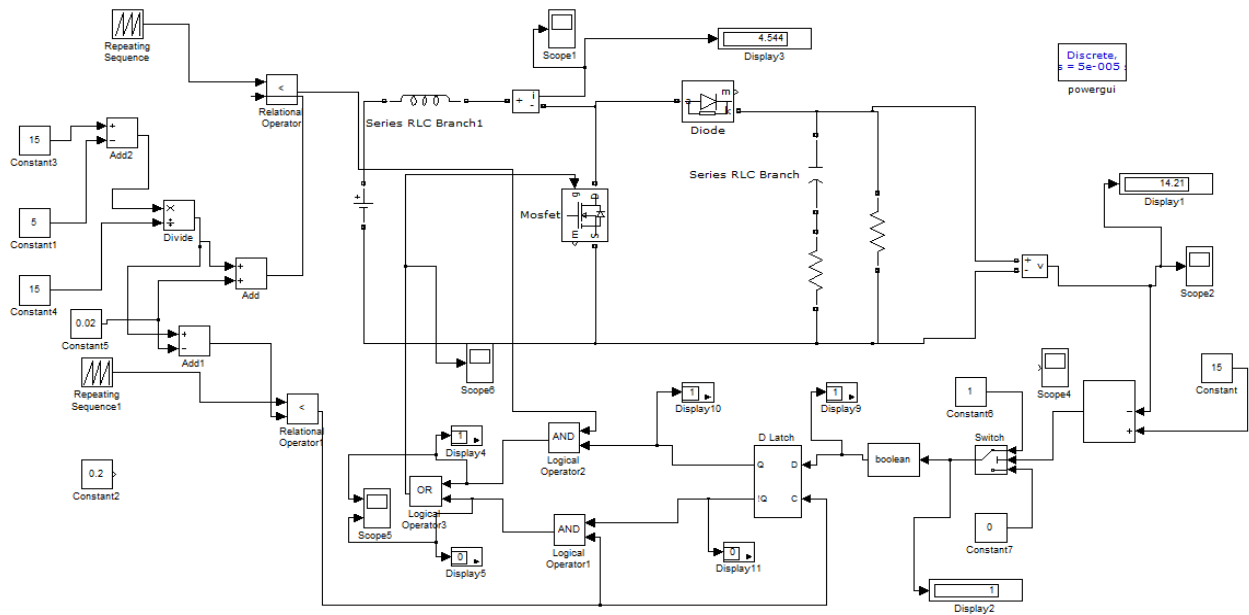 Repeating
Sequence
<
Relational
Operator
Scope1
4.544
Display3
Discrete,
s = 5e-005 s
powergui
Series RLC Branch1
+
i
-
m
a
k
Diode
15
Constant3
+
-
Add2
5
Constant1
×
÷
Divide
15
Constant4
+
+
Add
0.02
Constant5
+
-
Add1
Repeating
Sequence1
<
Relational
Operator1
0.2
Constant2
+
Mosfet
g
D
m
S
Series RLC Branch
14.21
Display1
+
-
v
Scope2
Scope6
Scope4
15
Constant
-
+
1
Constant6
Switch
0
Constant7
boolean
1
Display9
D Latch
Q
D
!Q
C
1
Display10
AND
Logical
Operator2
1
Display4
OR
Logical
Operator3
Scope5
0
Display5
AND
Logical
Operator1
0
Display11
1
Display2